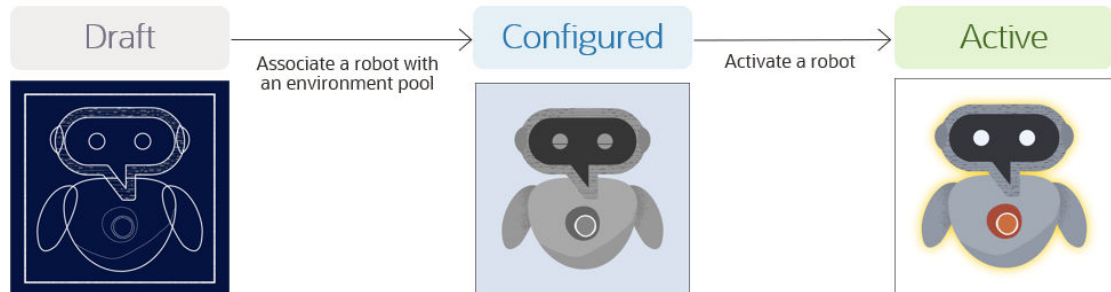 Draft
Configured
Active
Associate a robot with
an environment pool
Activate a robot